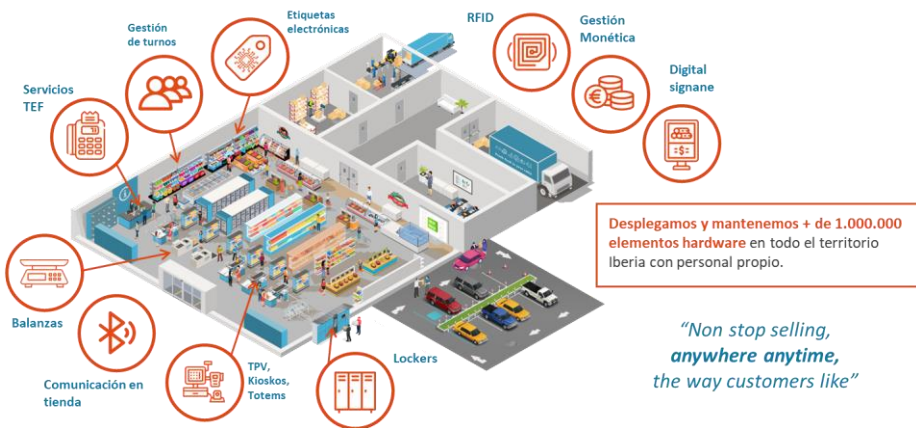 Etiquetas
electrónicas
Gestión
de turnos
Servicios
TEF
RFID
Gestión
Monética
Digital
signane
Desplegamos y mantenemos + de 1.000.000
elementos hardware en todo el territorio
Iberia con personal propio.
Balanzas
Comunicación en
tienda
TPV,
Kioskos,
Totems
Lockers
“Non stop selling,
anywhere anytime,
the way customers like”